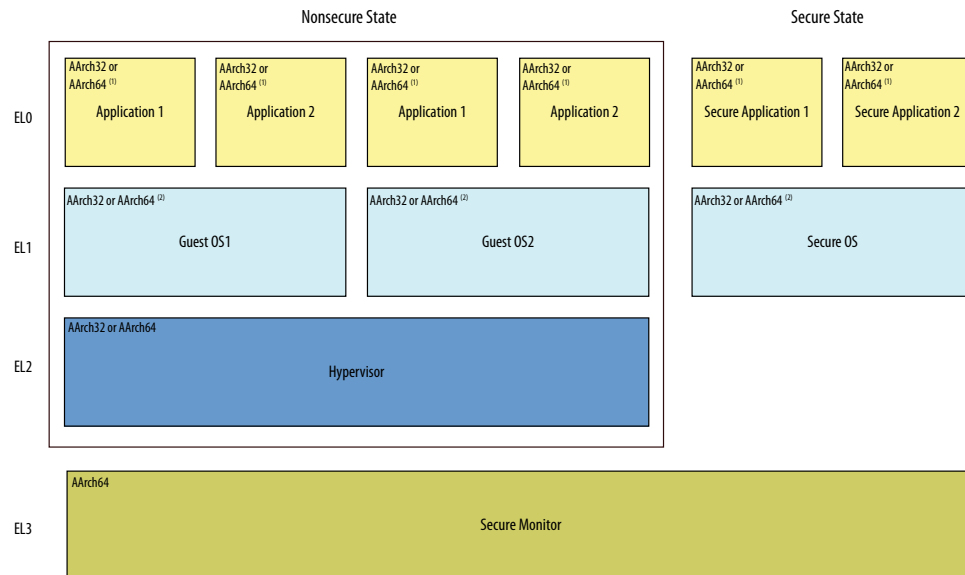 Nonsecure State
Secure State
AArch32 or
AArch64 (1)
Application 1
AArch32 or
AArch64 (1)
Application 2
AArch32 or
AArch64 (1)
Application 1
AArch32 or
AArch64 (1)
Application 2
AArch32 or
AArch64 (1)
Secure Application 1
AArch32 or
AArch64 (1)
Secure Application 2
EL0
AArch32 or AArch64 (2)
Guest OS1
AArch32 or AArch64 (2)
Guest OS2
AArch32 or AArch64 (2)
Secure OS
EL1
AArch32 or AArch64
Hypervisor
EL2
AArch64
Secure Monitor
EL3